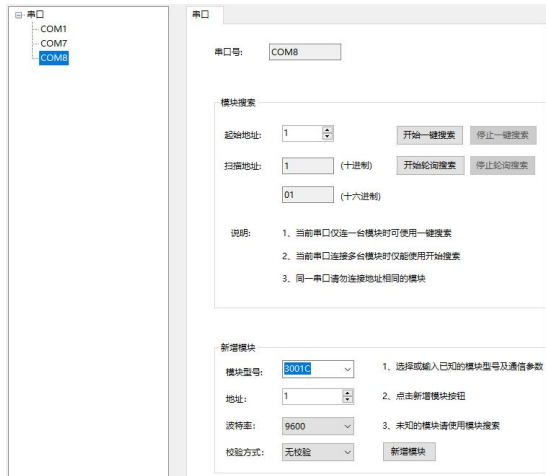 串口
COM1
COM7
COM8
串口
串口号: COM8
模块搜索
起始地址: 1 开始一键搜索 停止一键搜索
扫描地址: 1 (十进制) 开始轮询搜索 停止轮询搜索
01 (十六进制)
说明: 1、当前串口仅连一台模块时可使用一键搜索
2、当前串口连接多台模块时仅能使用开始搜索
3、同一串口请勿连接地址相同的模块
新增模块
模块型号: 3001C 1、选择或输入已知的模块型号及通信参数
地址: 1 2、点击新增模块按钮
波特率: 9600 3、未知的模块请使用模块搜索
校验方式: 无校验 新增模块